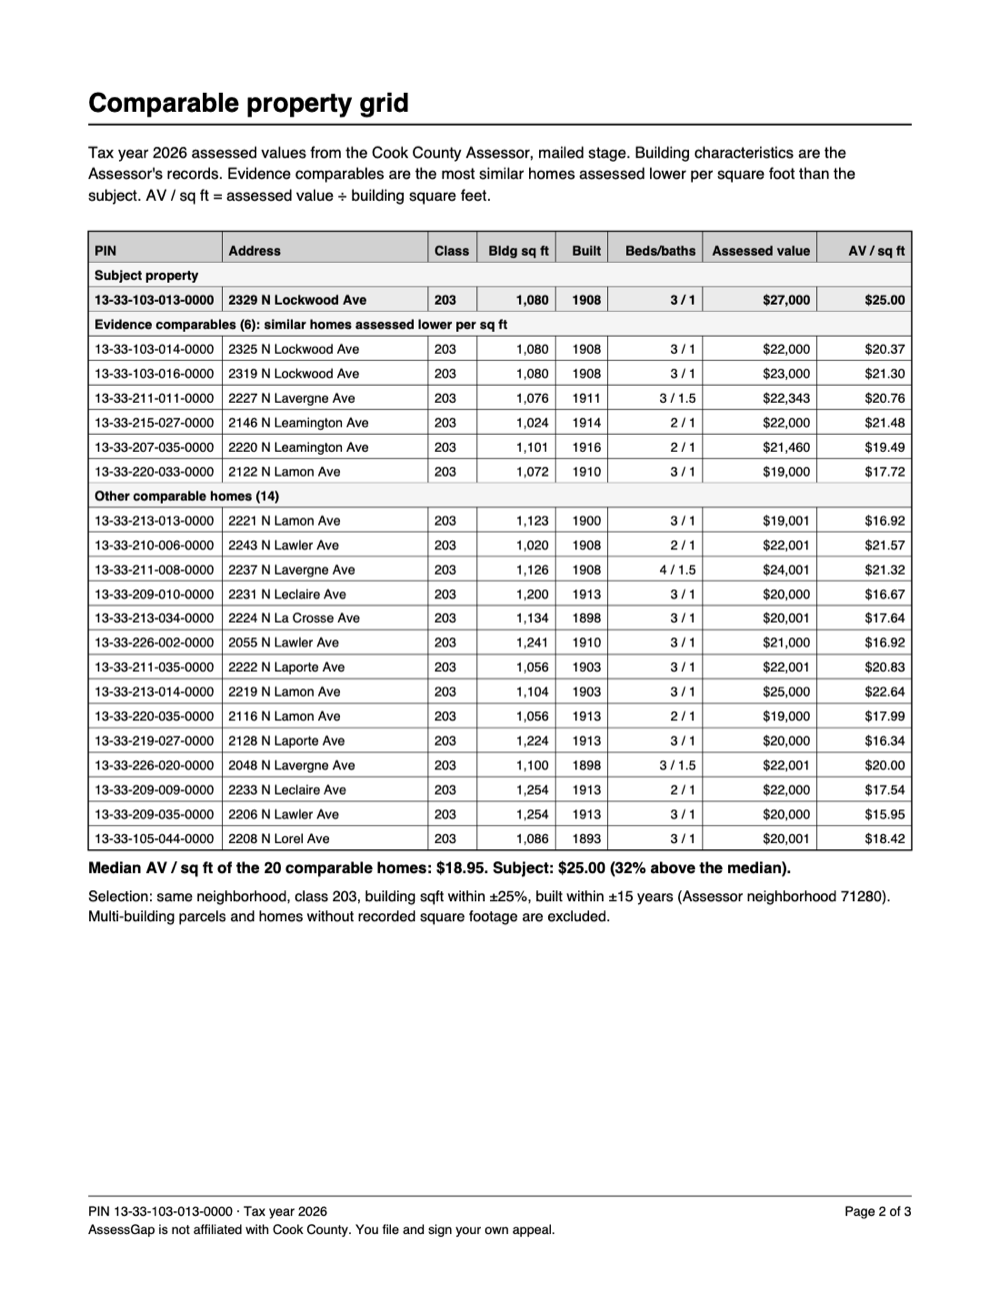 Comparable property grid
Tax year 2026 assessed values from the Cook County Assessor, mailed stage. Building characteristics are the
Assessor's records. Evidence comparables are the most similar homes assessed lower per square foot than the
subject. AV / sq ft = assessed value ÷ building square feet.
PIN Address Class Bldg sq ft Built Beds/baths Assessed value AV / sq ft
Subject property
13-33-103-013-0000 2329 N Lockwood Ave 203 1,080 1908 3 / 1 $27,000 $25.00
Evidence comparables (6): similar homes assessed lower per sq ft
13-33-103-014-0000 2325 N Lockwood Ave 203 1,080 1908 3 / 1 $22,000 $20.37
13-33-103-016-0000 2319 N Lockwood Ave 203 1,080 1908 3 / 1 $23,000 $21.30
13-33-211-011-0000 2227 N Lavergne Ave 203 1,076 1911 3 / 1.5 $22,343 $20.76
13-33-215-027-0000 2146 N Leamington Ave 203 1,024 1914 2 / 1 $22,000 $21.48
13-33-207-035-0000 2220 N Leamington Ave 203 1,101 1916 2 / 1 $21,460 $19.49
13-33-220-033-0000 2122 N Lamon Ave 203 1,072 1910 3 / 1 $19,000 $17.72
Other comparable homes (14)
13-33-213-013-0000 2221 N Lamon Ave 203 1,123 1900 3 / 1 $19,001 $16.92
13-33-210-006-0000 2243 N Lawler Ave 203 1,020 1908 2 / 1 $22,001 $21.57
13-33-211-008-0000 2237 N Lavergne Ave 203 1,126 1908 4 / 1.5 $24,001 $21.32
13-33-209-010-0000 2231 N Leclaire Ave 203 1,200 1913 3 / 1 $20,000 $16.67
13-33-213-034-0000 2224 N La Crosse Ave 203 1,134 1898 3 / 1 $20,001 $17.64
13-33-226-002-0000 2055 N Lawler Ave 203 1,241 1910 3 / 1 $21,000 $16.92
13-33-211-035-0000 2222 N Laporte Ave 203 1,056 1903 3 / 1 $22,001 $20.83
13-33-213-014-0000 2219 N Lamon Ave 203 1,104 1903 3 / 1 $25,000 $22.64
13-33-220-035-0000 2116 N Lamon Ave 203 1,056 1913 2 / 1 $19,000 $17.99
13-33-219-027-0000 2128 N Laporte Ave 203 1,224 1913 3 / 1 $20,000 $16.34
13-33-226-020-0000 2048 N Lavergne Ave 203 1,100 1898 3 / 1.5 $22,001 $20.00
13-33-209-009-0000 2233 N Leclaire Ave 203 1,254 1913 2 / 1 $22,000 $17.54
13-33-209-035-0000 2206 N Lawler Ave 203 1,254 1913 3 / 1 $20,000 $15.95
13-33-105-044-0000 2208 N Lorel Ave 203 1,086 1893 3 / 1 $20,001 $18.42
Median AV / sq ft of the 20 comparable homes: $18.95. Subject: $25.00 (32% above the median).
Selection: same neighborhood, class 203, building sqft within ±25%, built within ±15 years (Assessor neighborhood 71280).
Multi-building parcels and homes without recorded square footage are excluded.
PIN 13-33-103-013-0000 · Tax year 2026 Page 2 of 3
AssessGap is not affiliated with Cook County. You file and sign your own appeal.